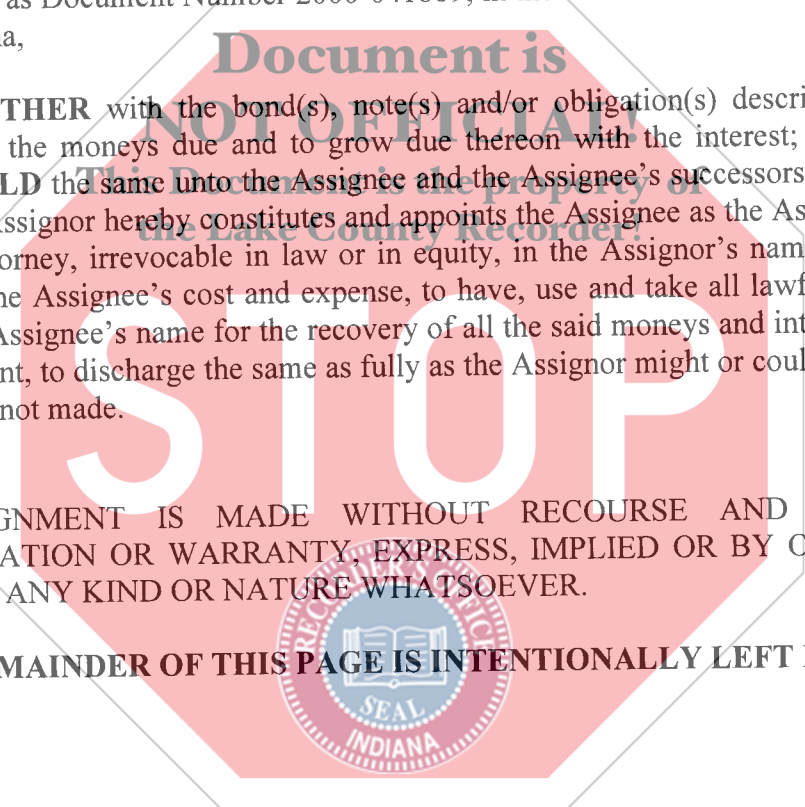 as Document Number 2006-041889, in the
na,
Document is
THER with the bond(s), note(s) and/or obligation(s) descri
NOT OFFICIAL!
the moneys due and to grow due thereon with the interest;
LD the same unto the Assignee and the Assignee's successors
This Document is the property of
Assignor hereby constitutes and appoints the Assignee as the As
the Lake County Recorder!
orney, irrevocable in law or in equity, in the Assignor's nam
he Assignee's cost and expense, to have, use and take all lawf
Assignee's name for the recovery of all the said moneys and int
nt, to discharge the same as fully as the Assignor might or coul
not made.
STOP
GNMENT IS MADE WITHOUT RECOURSE AND
ATION OR WARRANTY, EXPRESS, IMPLIED OR BY O
ANY KIND OR NATURE WHATSOEVER.
MAINDER OF THIS PAGE IS INTENTIONALLY LEFT
RECORDER'S OFFICE
SEAL
INDIANA